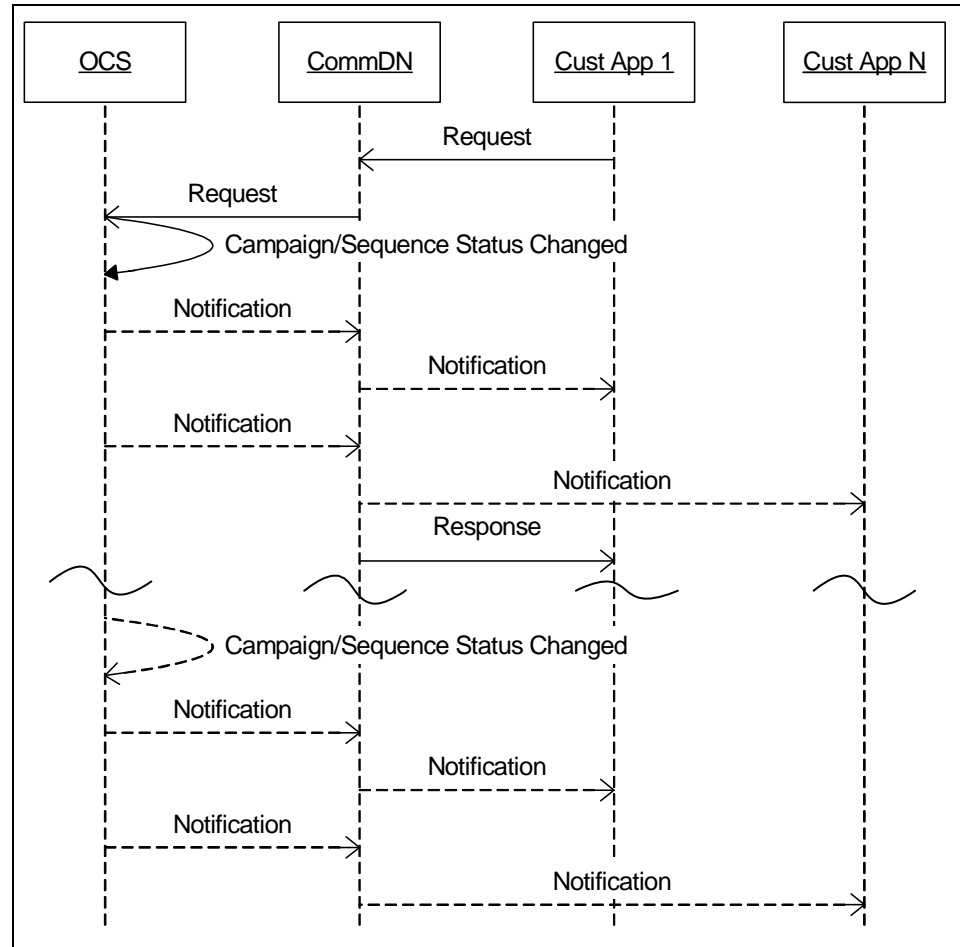 OCS
CommDN
Cust App 1
Cust App N
Request
Request
Campaign/Sequence Status Changed
Notification
Notification
Notification
Notification
Response
Campaign/Sequence Status Changed
Notification
Notification
Notification
Notification